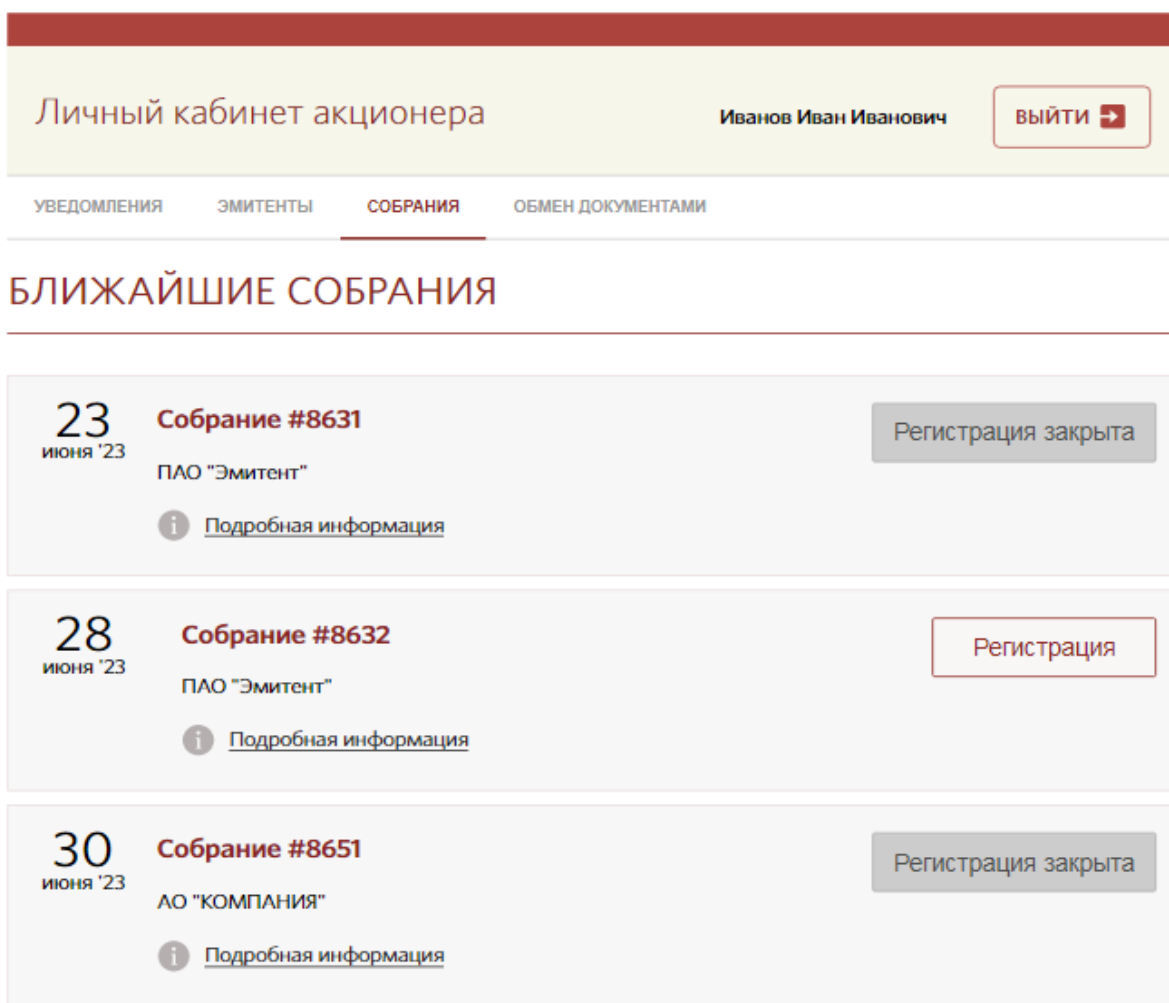 Личный кабинет акционера
Иванов Иван Иванович
ВЫЙТИ
УВЕДОМЛЕНИЯ ЭМИТЕНТЫ СОБРАНИЯ ОБМЕН ДОКУМЕНТАМИ
БЛИЖАЙШИЕ СОБРАНИЯ
23
июня '23
Собрание #8631
ПАО "Эмитент"
Подробная информация
Регистрация закрыта
28
июня '23
Собрание #8632
ПАО "Эмитент"
Подробная информация
Регистрация
30
июня '23
Собрание #8651
АО "КОМПАНИЯ"
Подробная информация
Регистрация закрыта